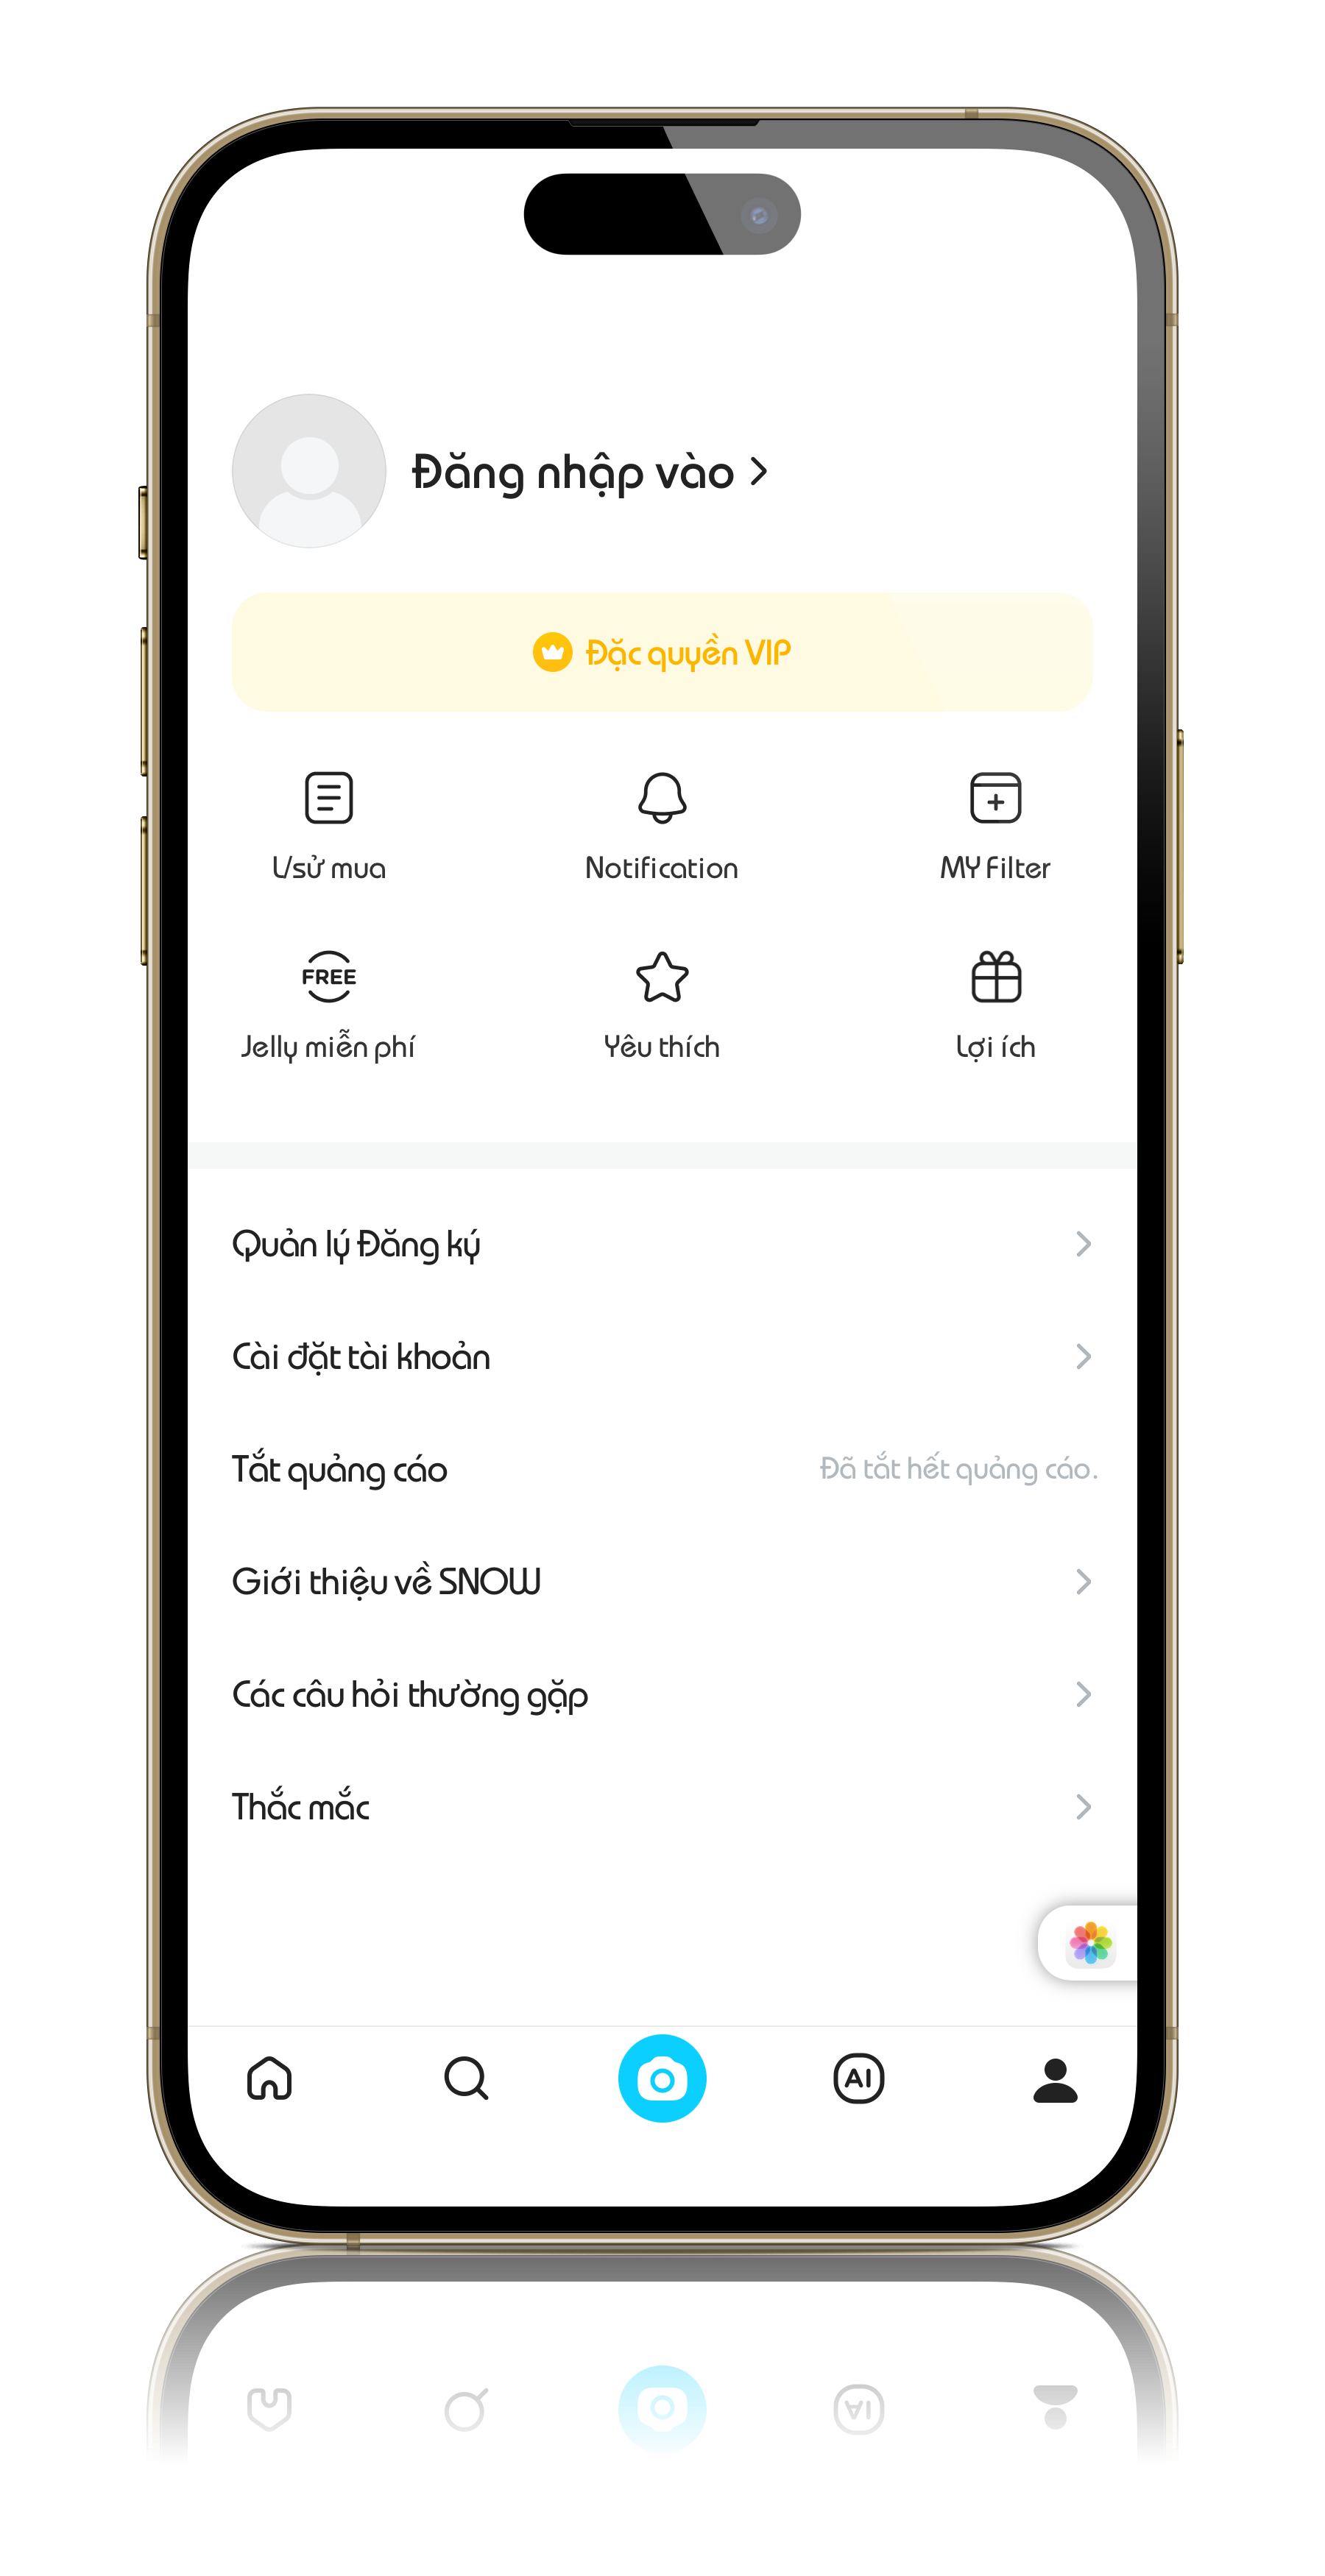 Đăng nhập vào
Đặc quyền VIP
L/sử mua
Notification
MY Filter
FREE
Jelly miễn phí
Yêu thích
Lợi ích
Quản lý Đăng ký
Cài đặt tài khoản
Tắt quảng cáo
Đã tắt hết quảng cáo.
Giới thiệu về SNOW
Các câu hỏi thường gặp
Thắc mắc
AI